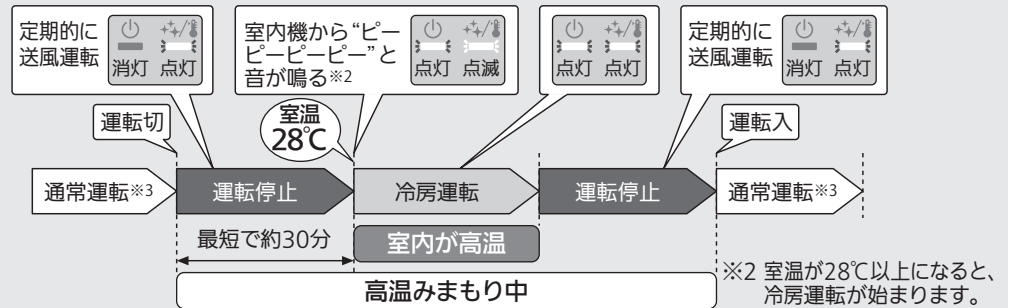 定期的に
送風運転
消灯 点灯
室内機から“ピー
ピーピーピー”と
音が鳴る※2
点灯 点滅
点灯 点灯
定期的に
送風運転
消灯 点灯
運転切
室温
28℃
運転入
通常運転※3
運転停止
冷房運転
運転停止
通常運転※3
最短で約30分
室内が高温
高温みまもり中
※2 室温が28℃以上になると、
冷房運転が始まります。